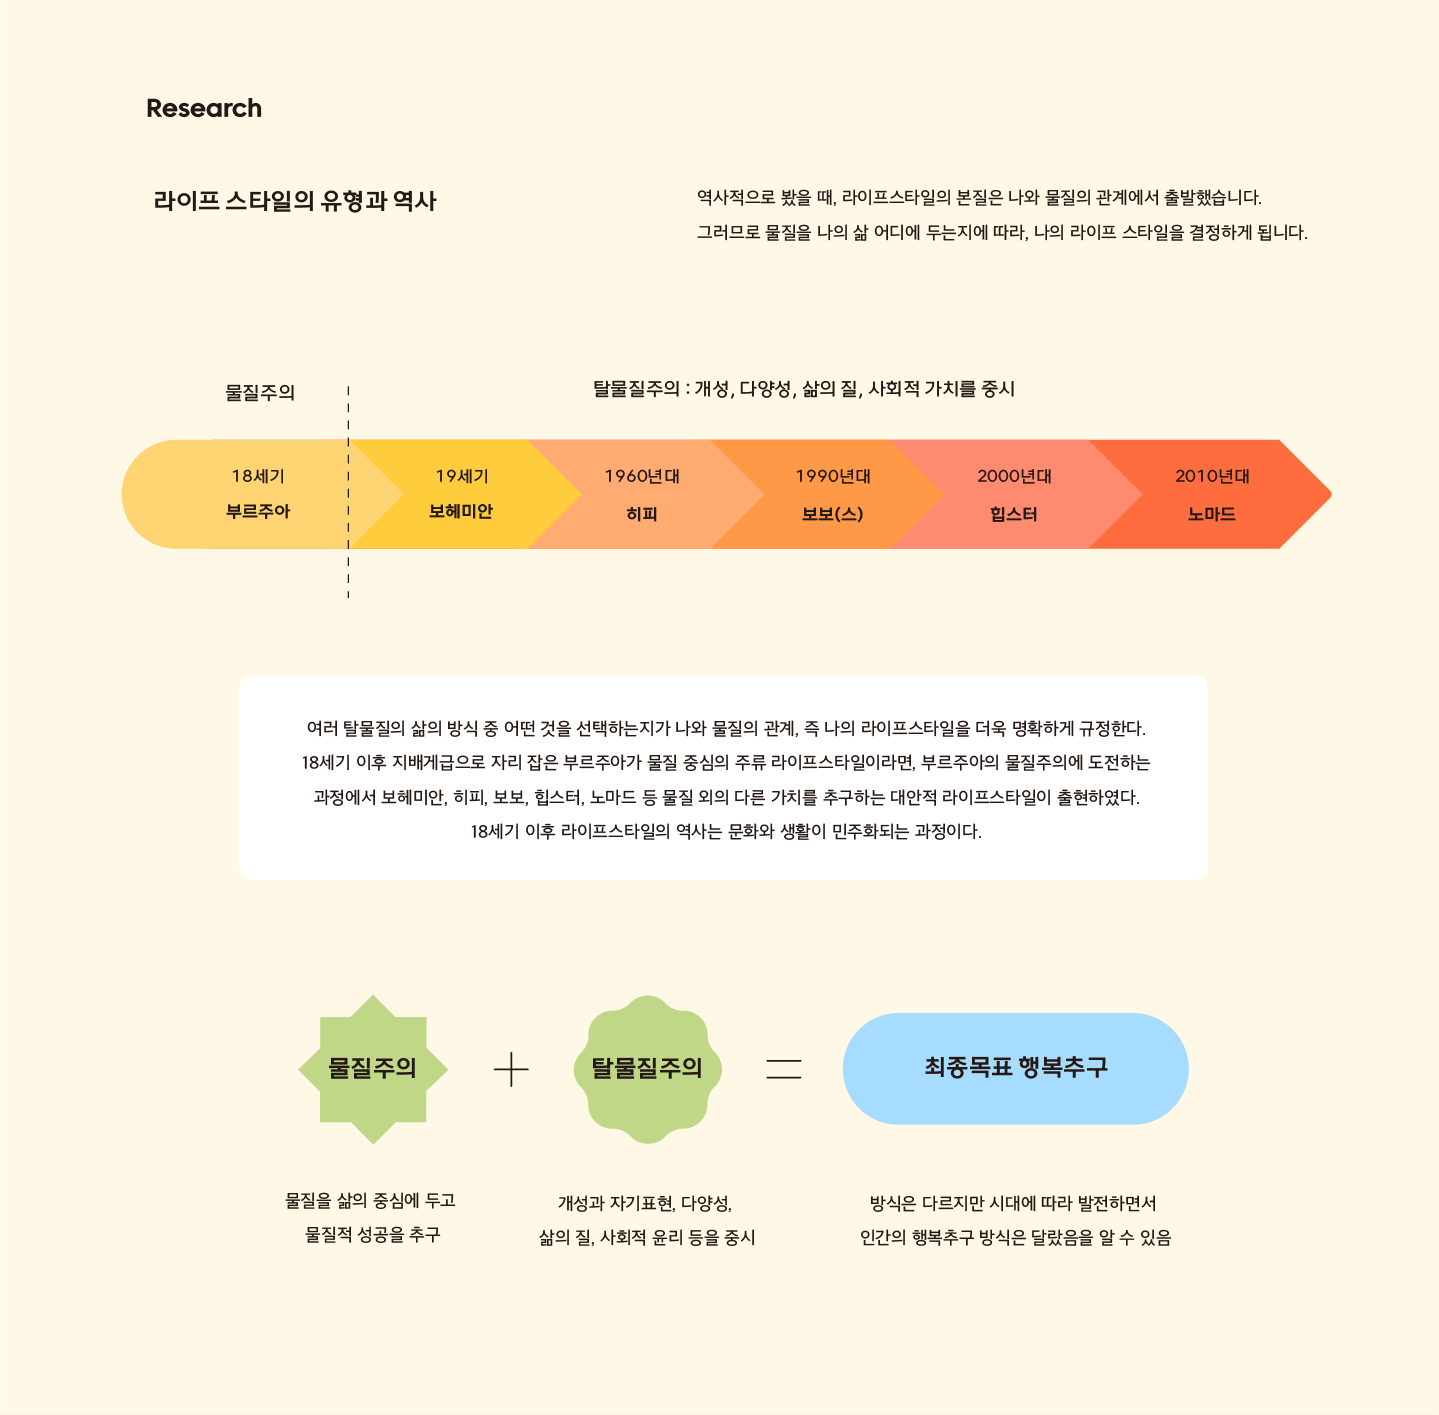 Research
라이프 스타일의 유형과 역사
역사적으로 봤을 때, 라이프스타일의 본질은 나와 물질의 관계에서 출발했습니다.
그러므로 물질을 나의 삶 어디에 두는지에 따라, 나의 라이프 스타일을 결정하게 됩니다.
물질주의
탈물질주의 : 개성, 다양성, 삶의 질, 사회적 가치를 중시
18세기
부르주아
19세기
보헤미안
1960년대
히피
1990년대
보보(스)
2000년대
힙스터
2010년대
노마드
여러 탈물질의 삶의 방식 중 어떤 것을 선택하는지가 나와 물질의 관계, 즉 나의 라이프스타일을 더욱 명확하게 규정한다.
18세기 이후 지배게급으로 자리 잡은 부르주아가 물질 중심의 주류 라이프스타일이라면, 부르주아의 물질주의에 도전하는
과정에서 보헤미안, 히피, 보보, 힙스터, 노마드 등 물질 외의 다른 가치를 추구하는 대안적 라이프스타일이 출현하였다.
18세기 이후 라이프스타일의 역사는 문화와 생활이 민주화되는 과정이다.
물질주의
+
탈물질주의
=
최종목표 행복추구
물질을 삶의 중심에 두고
물질적 성공을 추구
개성과 자기표현, 다양성,
삶의 질, 사회적 윤리 등을 중시
방식은 다르지만 시대에 따라 발전하면서
인간의 행복추구 방식은 달랐음을 알 수 있음